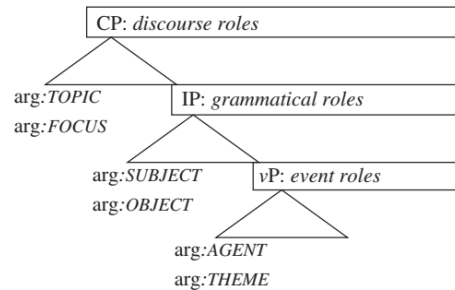 CP: discourse roles
arg:TOPIC
arg:FOCUS
IP: grammatical roles
arg:SUBJECT
arg:OBJECT
vP: event roles
arg:AGENT
arg:THEME